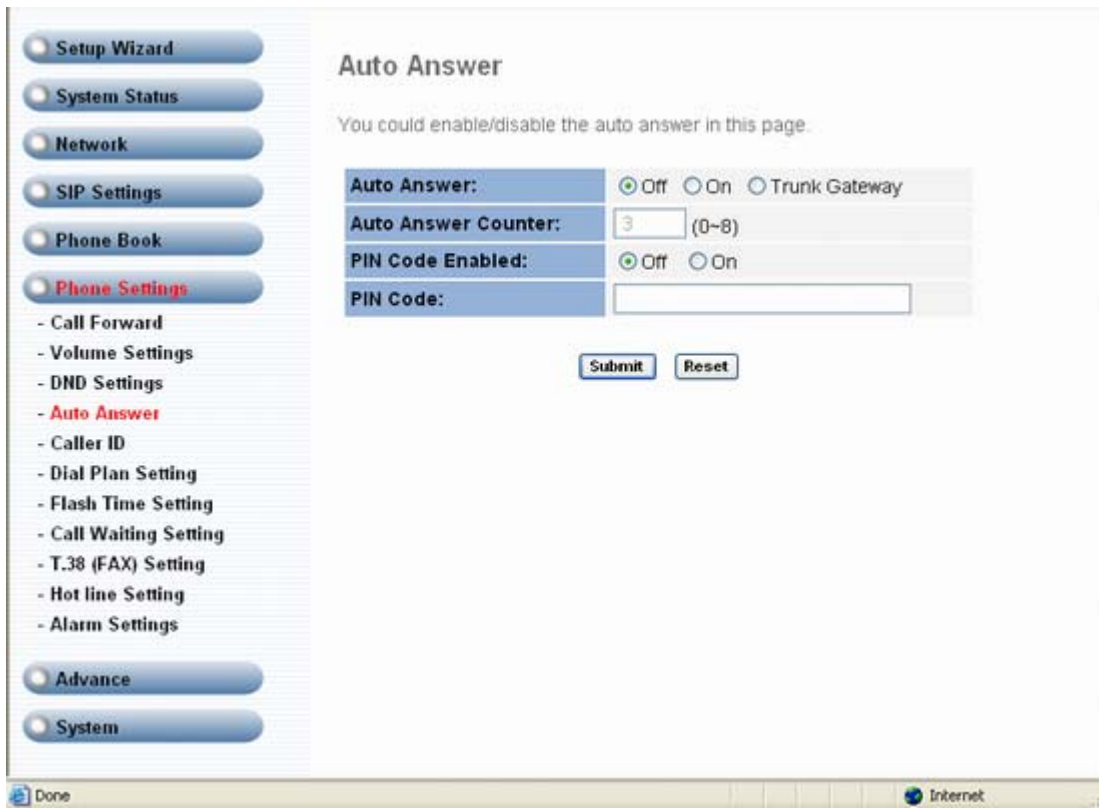 Setup Wizard
System Status
Network
SIP Settings
Phone Book
Phone Settings
- Call Forward
- Volume Settings
- DND Settings
- Auto Answer
- Caller ID
- Dial Plan Setting
- Flash Time Setting
- Call Waiting Setting
- T.38 (FAX) Setting
- Hot line Setting
- Alarm Settings
Advance
System
Auto Answer
You could enable/disable the auto answer in this page.
Auto Answer: Off On Trunk Gateway
Auto Answer Counter: 3 (0~8)
PIN Code Enabled: Off On
PIN Code:
Submit Reset
Done Internet